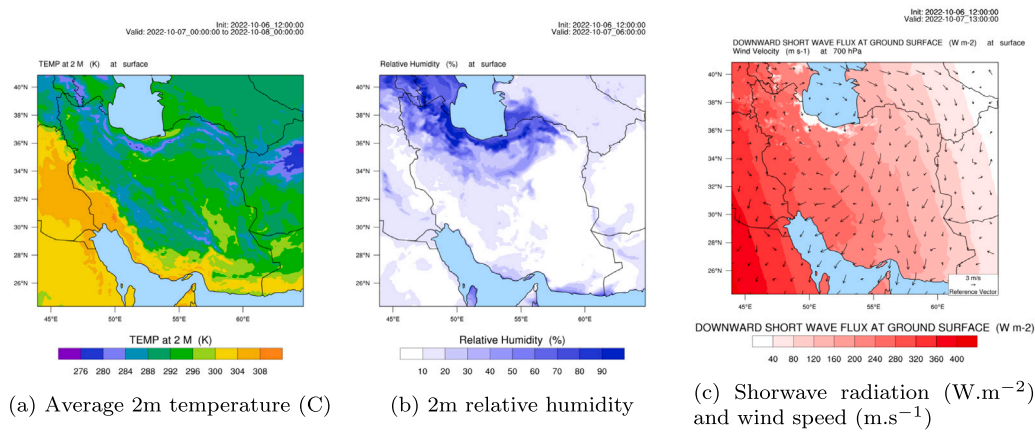 Init: 2022-10-06_12:00:00
Valid: 2022-10-07_00:00:00 to 2022-10-08_00:00:00
TEMP at 2 M (K) at surface
40°N
38°N
36°N
34°N
32°N
30°N
28°N
26°N
45°E 50°E 55°E 60°E
TEMP at 2 M (K)
276 280 284 288 292 296 300 304 308
(a) Average 2m temperature (C)
Init: 2022-10-06_12:00:00
Valid: 2022-10-07_06:00:00
Relative Humidity (%) at surface
40°N
38°N
36°N
34°N
32°N
30°N
28°N
26°N
45°E 50°E 55°E 60°E
Relative Humidity (%)
10 20 30 40 50 60 70 80 90
(b) 2m relative humidity
Init: 2022-10-06_12:00:00
Valid: 2022-10-07_13:00:00
DOWNWARD SHORT WAVE FLUX AT GROUND SURFACE (W m-2) at surface
Wind Velocity (m s-1) at 700 hPa
40°N
38°N
36°N
34°N
32°N
30°N
28°N
26°N
3 m/s
Reference Vector
45°E 50°E 55°E 60°E
DOWNWARD SHORT WAVE FLUX AT GROUND SURFACE (W m-2)
40 80 120 160 200 240 280 320 360 400
(c) Shorwave radiation (W.m⁻²)
and wind speed (m.s⁻¹)